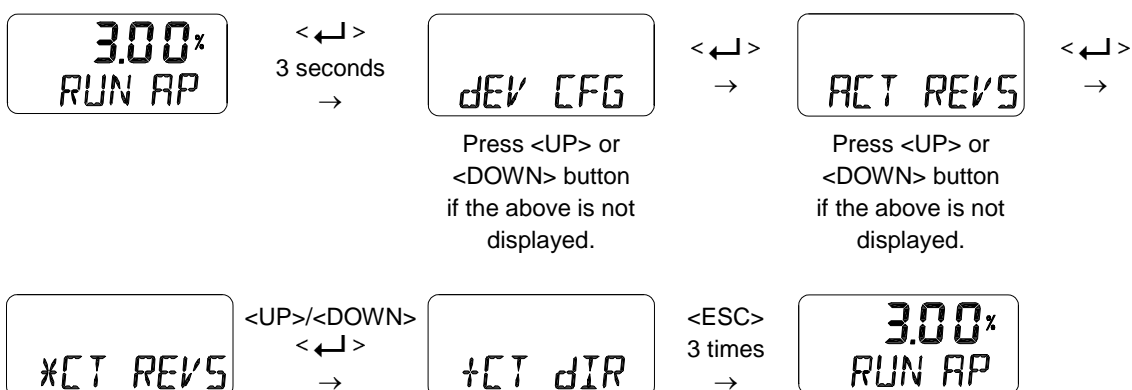 3.00%
RUN AP
<↵>
3 seconds
→
dEV CFG
Press <UP> or
<DOWN> button
if the above is not
displayed.
<↵>
→
ACT REVS
Press <UP> or
<DOWN> button
if the above is not
displayed.
<↵>
→
*CT REVS
<UP>/<DOWN>
<↵>
→
+CT dIR
<ESC>
3 times
→
3.00%
RUN AP